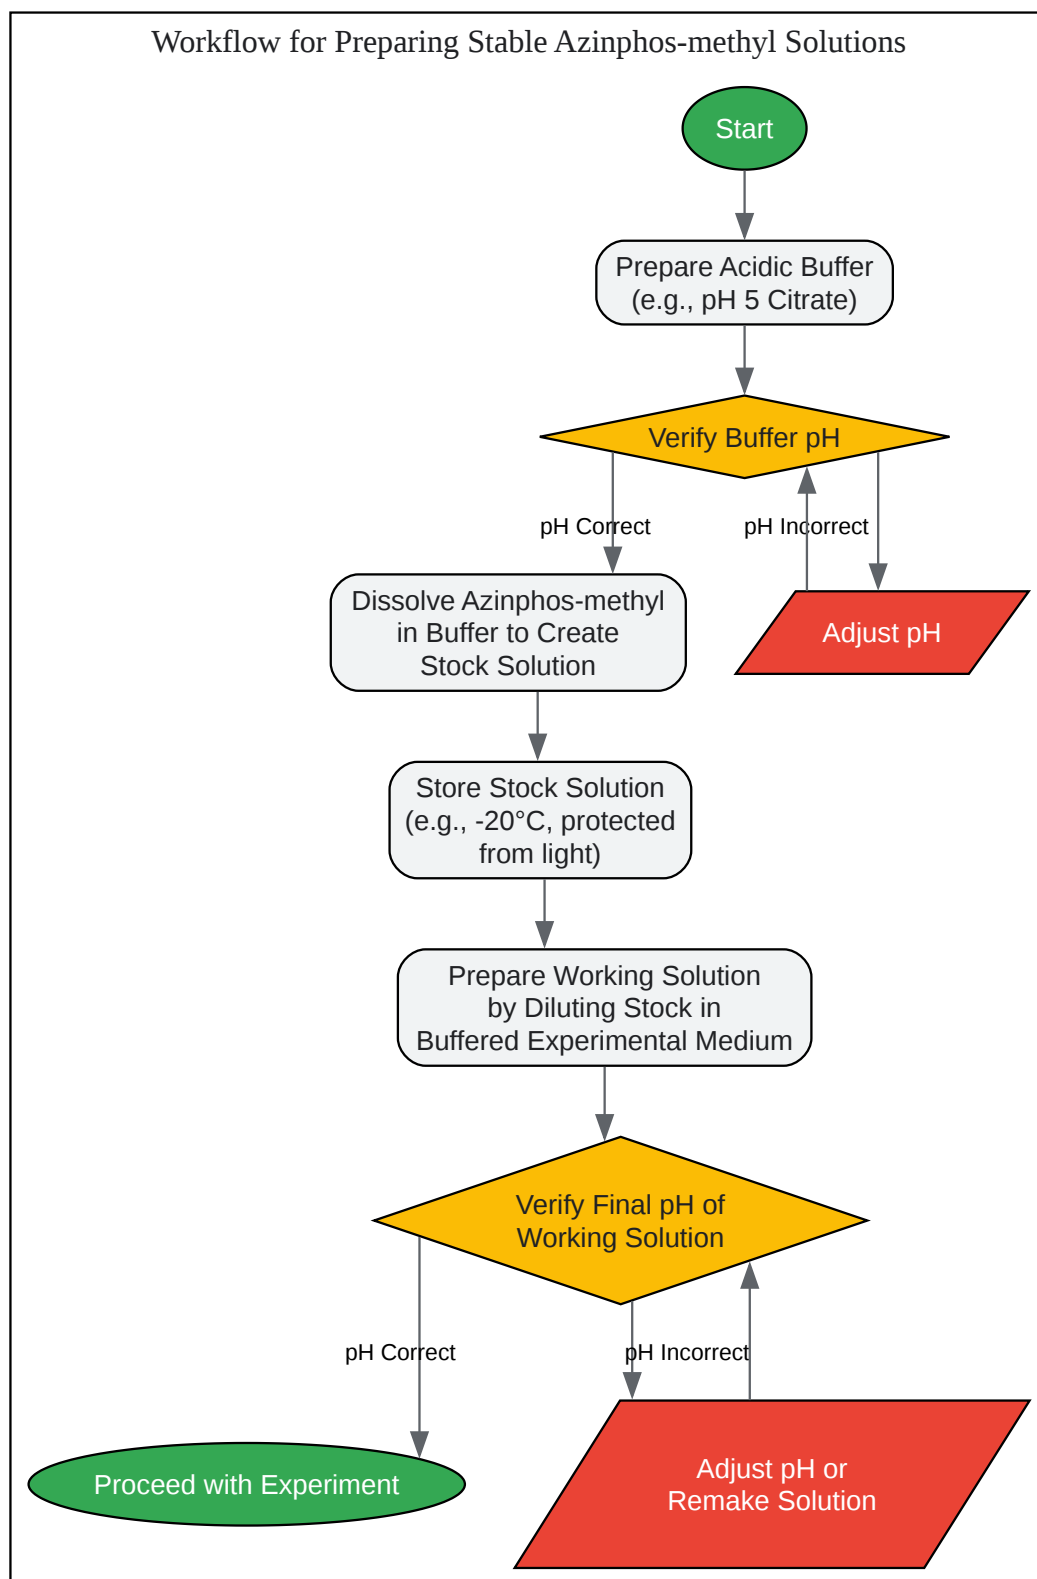 Workflow for Preparing Stable Azinphos-methyl Solutions
Start
Prepare Acidic Buffer
(e.g., pH 5 Citrate)
Verify Buffer pH
pH Correct
pH Incorrect
Dissolve Azinphos-methyl
in Buffer to Create
Stock Solution
Adjust pH
Store Stock Solution
(e.g., -20°C, protected
from light)
Prepare Working Solution
by Diluting Stock in
Buffered Experimental Medium
Verify Final pH of
Working Solution
pH Correct
pH Incorrect
Proceed with Experiment
Adjust pH or
Remake Solution